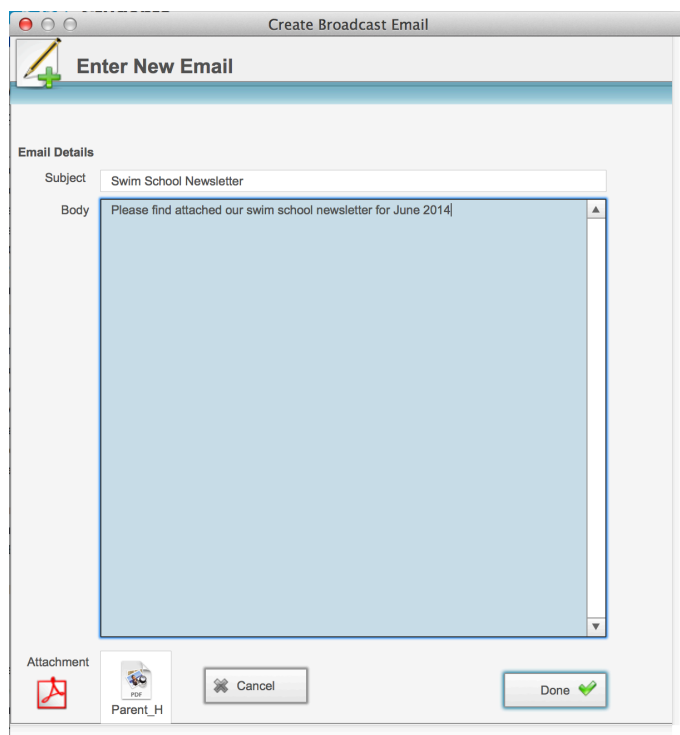 Create Broadcast Email
Enter New Email
Email Details
Subject
Swim School Newsletter
Body
Please find attached our swim school newsletter for June 2014
Attachment
PDF
Parent_H
Cancel
Done